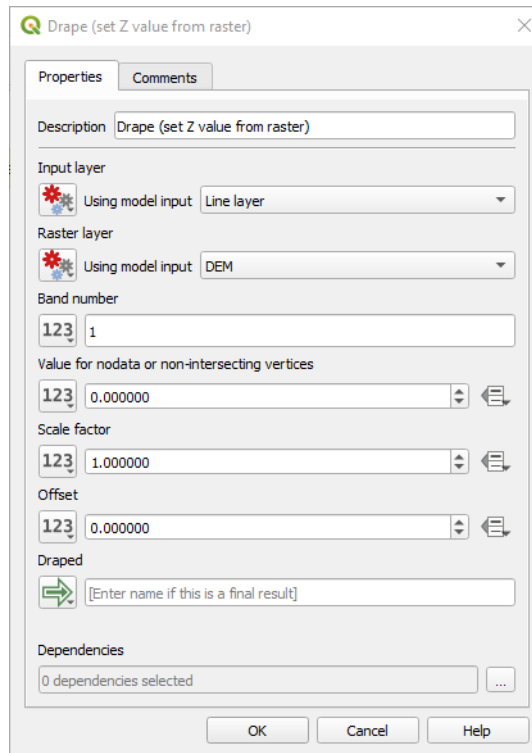 Drape (set Z value from raster)
Properties
Comments
Description Drape (set Z value from raster)
Input layer
Using model input Line layer
Raster layer
Using model input DEM
Band number
123 1
Value for nodata or non-intersecting vertices
123 0.000000
Scale factor
123 1.000000
Offset
123 0.000000
Draped
[Enter name if this is a final result]
Dependencies
0 dependencies selected ...
OK Cancel Help